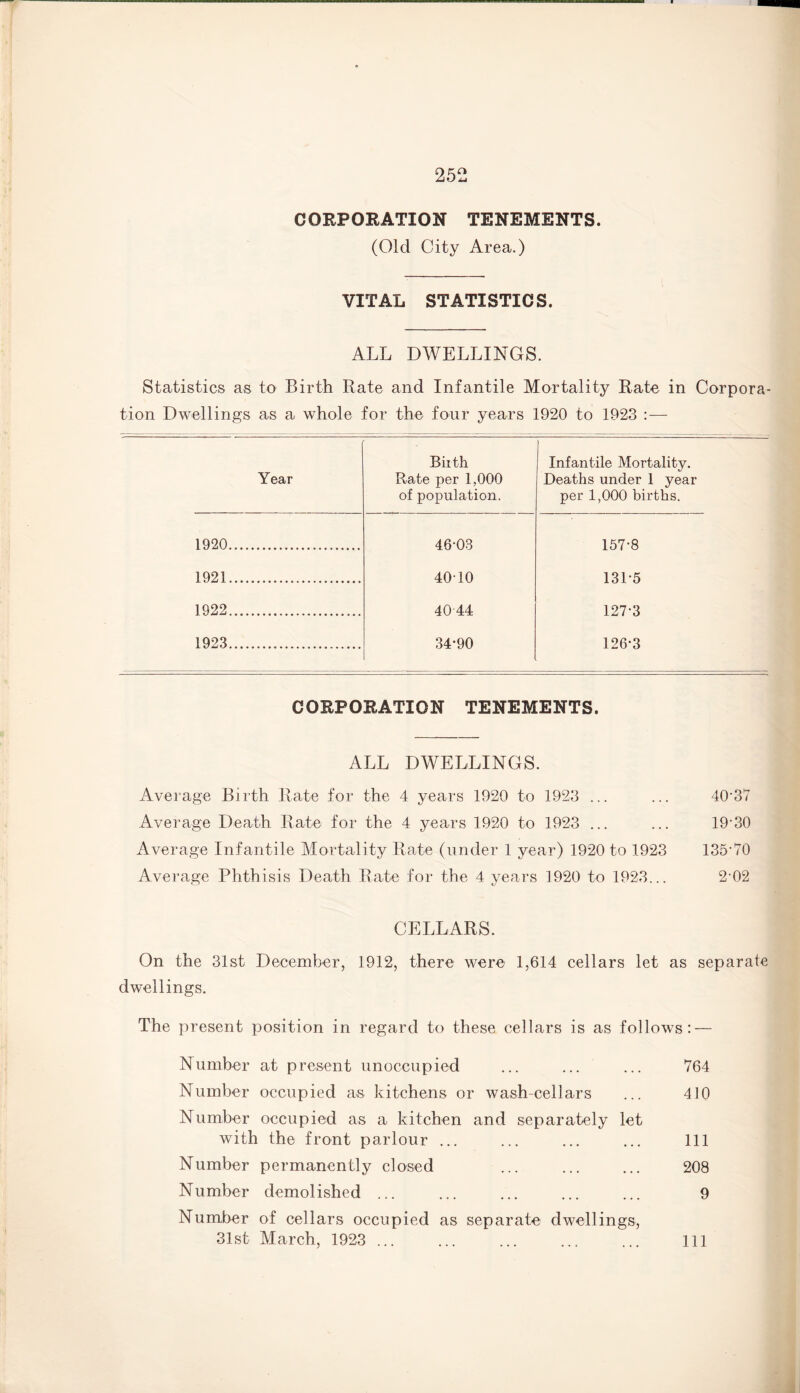 252
CORPORATION TENEMENTS.
(Old City Area.)
VITAL STATISTICS.
ALL DWELLINGS.
Statistics as to Birth Rate and Infantile Mortality Rate in Corpora-
tion Dwellings as a whole for the four years 1920 to 1923 :—
Year Birth Rate per 1,000 of population. Infantile Mortality. Deaths under 1 year per 1,000 births.
1920........................ 46·03 157·8
1921........................ 40·10 131·5
1922........................ 40·44 127·3
1923........................ 34·90 126·3
CORPORATION TENEMENTS.
ALL DWELLINGS.
Average Birth Rate for the 4 years 1920 to 1923 ... ... 40·37
Average Death Rate for the 4 years 1920 to 1923 ... ... 19·30
Average Infantile Mortality Rate (under 1 year) 1920 to 1923 135·70
Average Phthisis Death Rate for the 4 years 1920 to 1923... 2·02
CELLARS.
On the 31st December, 1912, there were 1,614 cellars let as separate
dwellings.
The present position in regard to these cellars is as follows :—
Number at present unoccupied ... ... ... 764
Number occupied as kitchens or wash-cellars ... 410
Number occupied as a kitchen and separately let
with the front parlour ... ... ... ... 111
Number permanently closed ... ... ... 208
Number demolished ... ... ... ... ... 9
Number of cellars occupied as separate dwellings,
31st March, 1923 ... ... ... ... ... 111